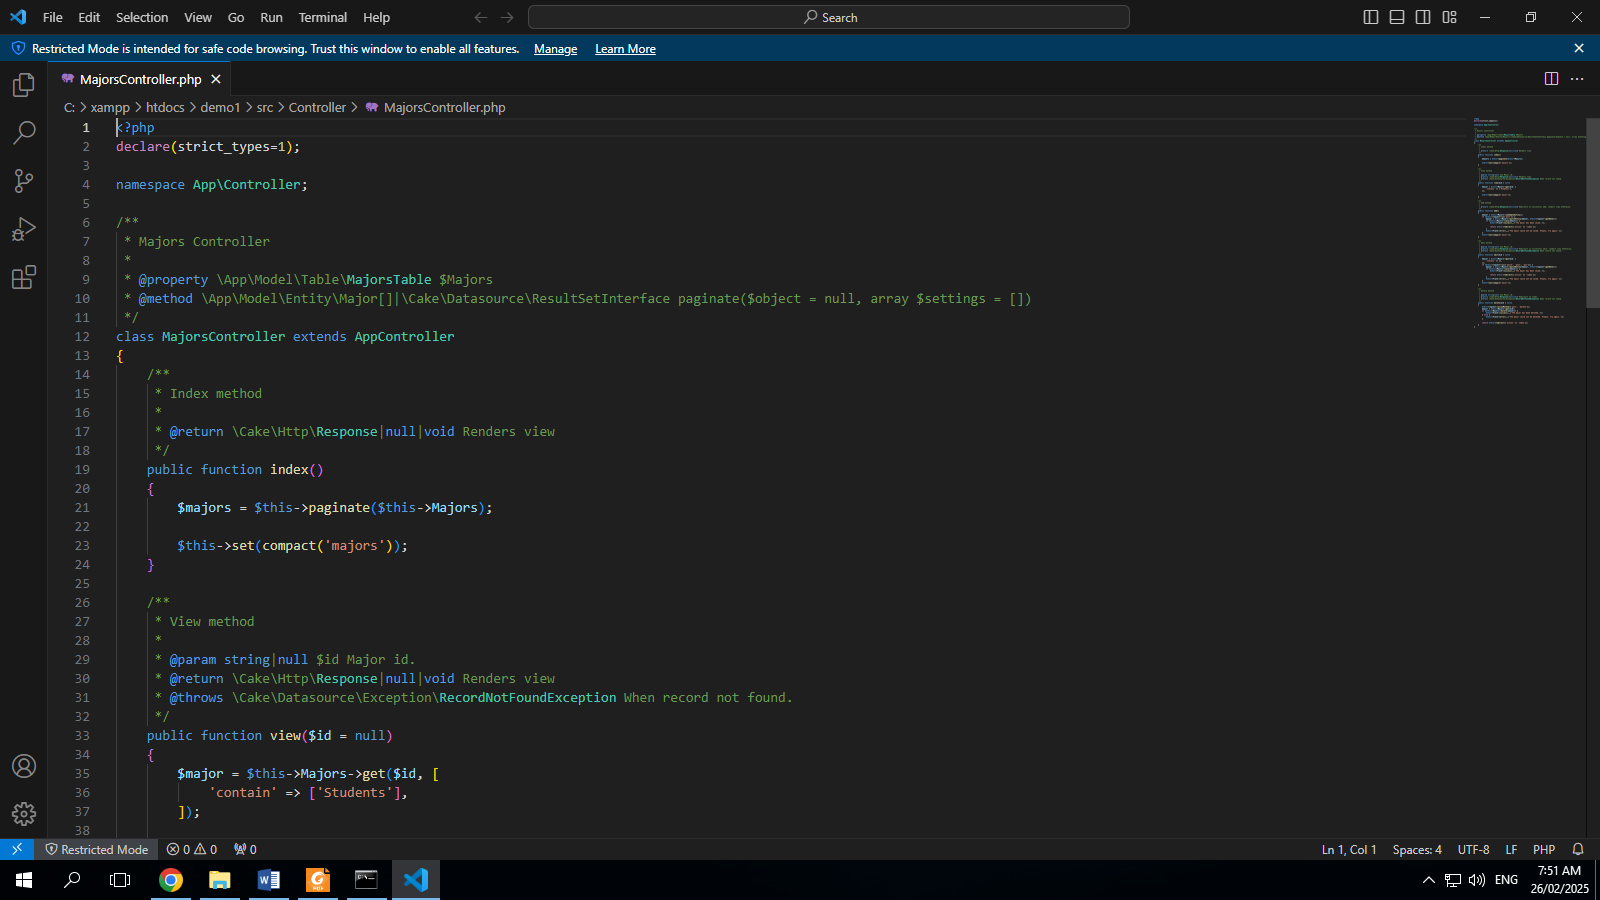 File Edit Selection View Go Run Terminal Help
Search
Restricted Mode is intended for safe code browsing. Trust this window to enable all features. Manage Learn More
MajorsController.php
C: > xampp > htdocs > demo1 > src > Controller > MajorsController.php
1 <?php
2 declare(strict_types=1);
3
4 namespace App\Controller;
5
6 /**
7  * Majors Controller
8  *
9  * @property \App\Model\Table\MajorsTable $Majors
10  * @method \App\Model\Entity\Major[]|\Cake\Datasource\ResultSetInterface paginate($object = null, array $settings = [])
11  */
12 class MajorsController extends AppController
13 {
14     /**
15      * Index method
16      *
17      * @return \Cake\Http\Response|null|void Renders view
18      */
19     public function index()
20     {
21         $majors = $this->paginate($this->Majors);
22
23         $this->set(compact('majors'));
24     }
25
26     /**
27      * View method
28      *
29      * @param string|null $id Major id.
30      * @return \Cake\Http\Response|null|void Renders view
31      * @throws \Cake\Datasource\Exception\RecordNotFoundException When record not found.
32      */
33     public function view($id = null)
34     {
35         $major = $this->Majors->get($id, [
36             'contain' => ['Students'],
37         ]);
38
Restricted Mode 0 0 0 Ln 1, Col 1 Spaces: 4 UTF-8 LF PHP
ENG
7:51 AM
26/02/2025